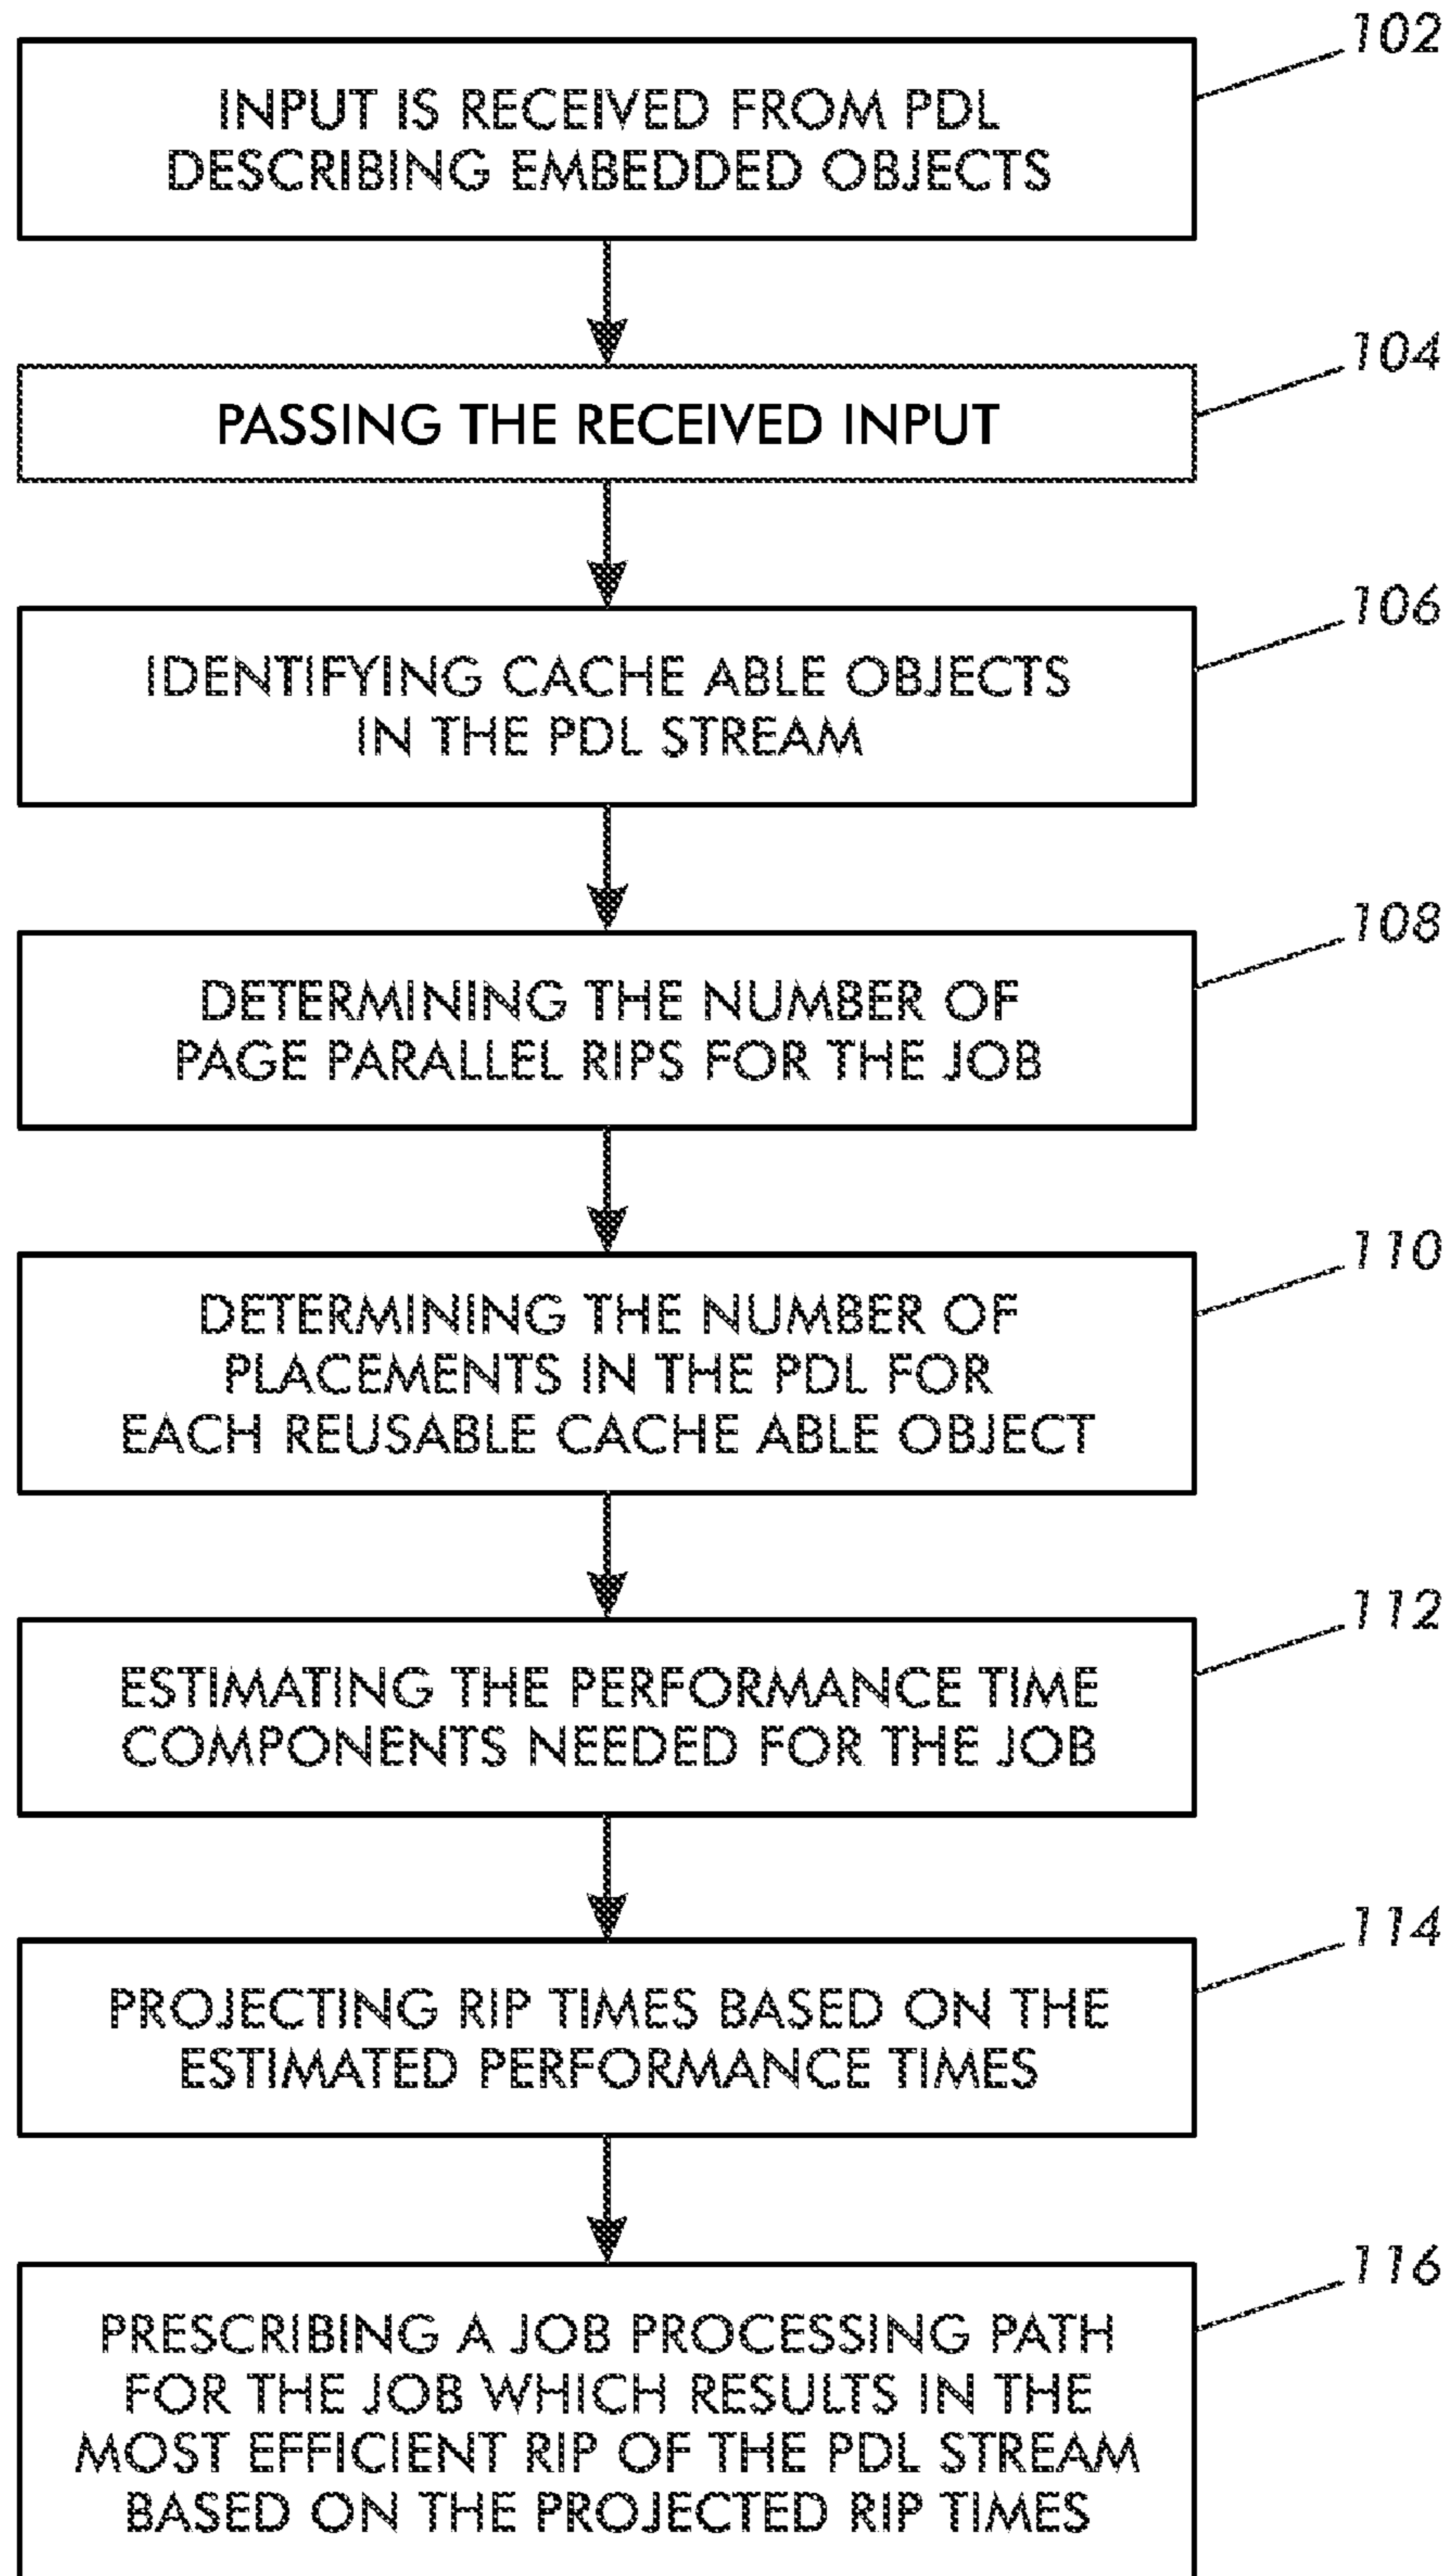 102
INPUT IS RECEIVED FROM PDL
DESCRIBING EMBEDDED OBJECTS
104
PASSING THE RECEIVED INPUT
106
IDENTIFYING CACHE ABLE OBJECTS
IN THE PDL STREAM
108
DETERMINING THE NUMBER OF
PAGE PARALLEL RIPS FOR THE JOB
110
DETERMINING THE NUMBER OF
PLACEMENTS IN THE PDL FOR
EACH REUSABLE CACHE ABLE OBJECT
112
ESTIMATING THE PERFORMANCE TIME
COMPONENTS NEEDED FOR THE JOB
114
PROJECTING RIP TIMES BASED ON THE
ESTIMATED PERFORMANCE TIMES
116
PRESCRIBING A JOB PROCESSING PATH
FOR THE JOB WHICH RESULTS IN THE
MOST EFFICIENT RIP OF THE PDL STREAM
BASED ON THE PROJECTED RIP TIMES